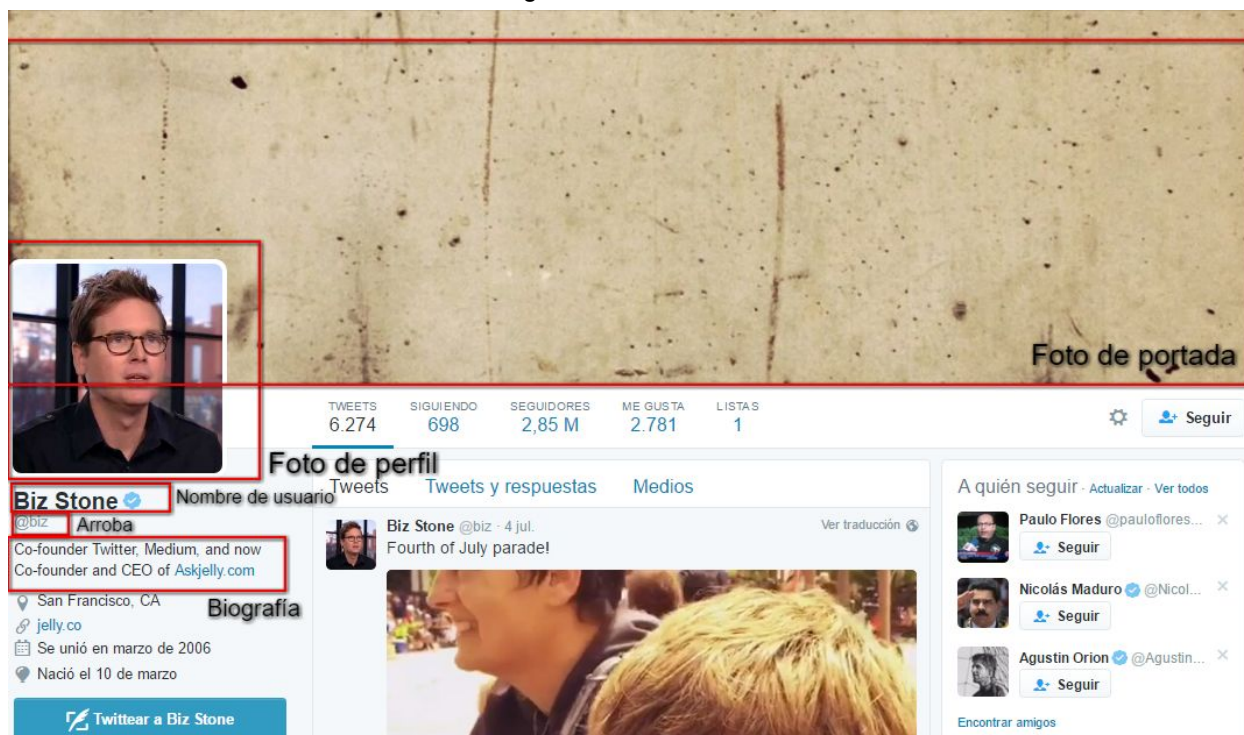 Foto de portada
TWEETS SIGUIENDO SEGUIDORES ME GUSTA LISTAS
6.274 698 2,85 M 2.781 1
Seguir
Foto de perfil
Biz Stone
Nombre de usuario
@biz
Arroba
Co-founder Twitter, Medium, and now
Co-founder and CEO of Askjelly.com
Biografía
San Francisco, CA
jelly.co
Se unió en marzo de 2006
Nació el 10 de marzo
Twittear a Biz Stone
Tweets Tweets y respuestas Medios
Biz Stone @biz · 4 jul.
Ver traducción
Fourth of July parade!
A quién seguir · Actualizar · Ver todos
Paulo Flores @pauloflores...
Seguir
Nicolás Maduro @Nicol...
Seguir
Agustin Orion @Agustin...
Seguir
Encontrar amigos